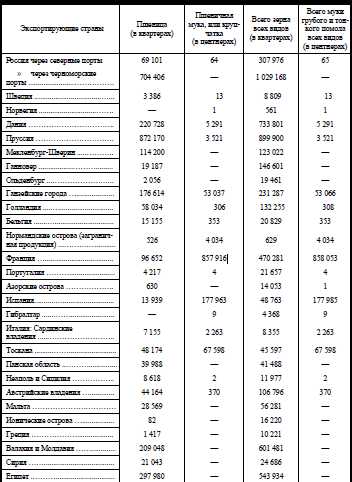 Экспортирующие страны | Пшеница (в квартерах) | Пшеничная мука, или крупчатка (в центнерах) | Всего зерна всех видов (в квартерах) | Всего муки грубого и тонкого помола всех видов (в центнерах)
Россия через северные порты | 69 101 | 64 | 307 976 | 65
» через черноморские
порты | 704 406 | — | 1 029 168 | —
Швеция | 3 386 | 13 | 8 809 | 13
Норвегия | — | 1 | 561 | 1
Дания | 220 728 | 5 291 | 733 801 | 5 291
Пруссия | 872 170 | 3 521 | 899 900 | 3 521
Мекленбург-Шверин | 114 200 | — | 123 022 | —
Ганновер | 19 187 | — | 146 601 | —
Ольденбург | 2 056 | — | 19 461 | —
Ганзейские города | 176 614 | 53 037 | 231 287 | 53 066
Голландия | 58 034 | 306 | 132 255 | 308
Бельгия | 15 155 | 353 | 20 829 | 353
Нормандские острова (заграничная продукция) | 526 | 4 034 | 629 | 4 034
Франция | 96 652 | 857 916 | 470 281 | 858 053
Португалия | 4 217 | 4 | 21 657 | 4
Азорские острова | 630 | — | 14 053 | 1
Испания | 13 939 | 177 963 | 48 763 | 177 985
Гибралтар | — | 9 | 4 368 | 9
Италия: Сардинские
владения | 7 155 | 2 263 | 8 355 | 2 263
Тоскана | 48 174 | 67 598 | 45 597 | 67 598
Папская область | 39 988 | — | 41 488 | —
Неаполь и Сицилия | 8 618 | 2 | 11 977 | 2
Австрийские владения | 44 164 | 370 | 106 796 | 370
Мальта | 28 569 | — | 56 281 | —
Ионические острова | 82 | — | 16 220 | —
Греция | 1 417 | — | 10 221 | —
Валахия и Молдавия | 209 048 | — | 601 481 | —
Сирия | 21 043 | — | 24 686 | —
Египет | 297 980 | — | 543 934 | —